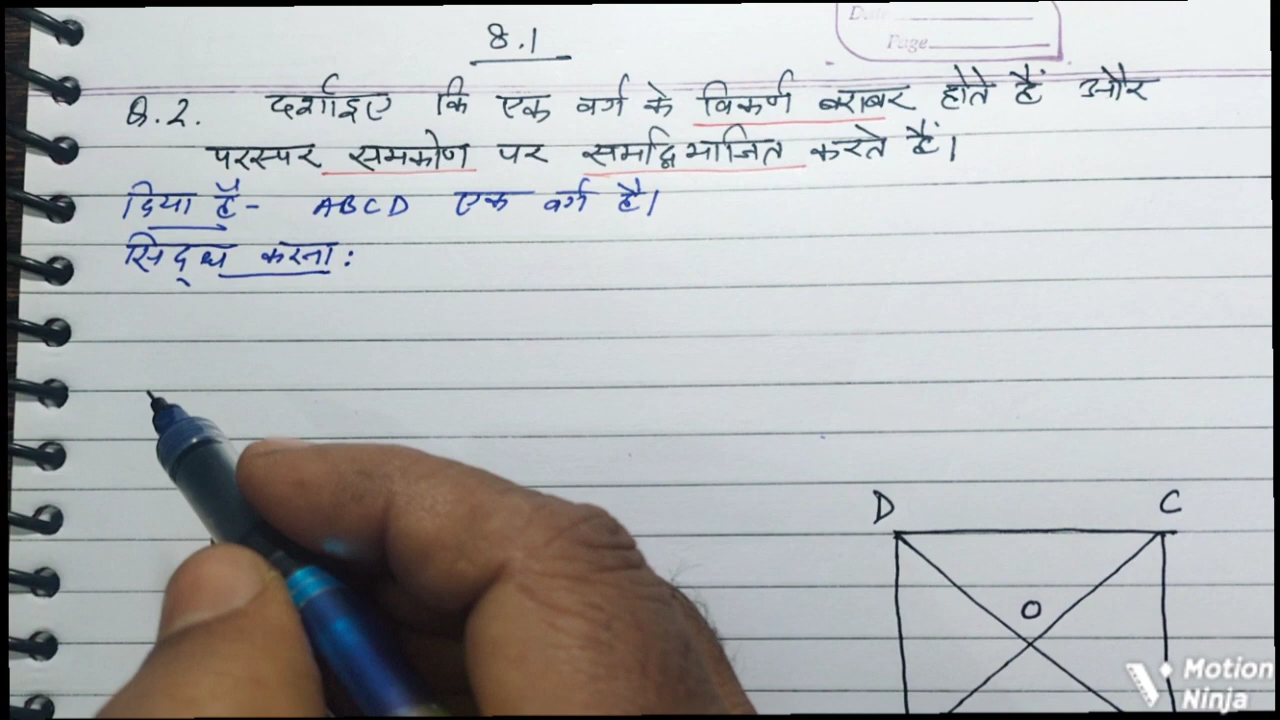 Date
Page
8.1
Q.2. दर्शाइए कि एक वर्ग के विकर्ण बराबर होते हैं और
परस्पर समकोण पर समद्विभाजित करते हैं।
दिया है- ABCD एक वर्ग है।
सिद्ध करना:
D C
O
Motion
Ninja